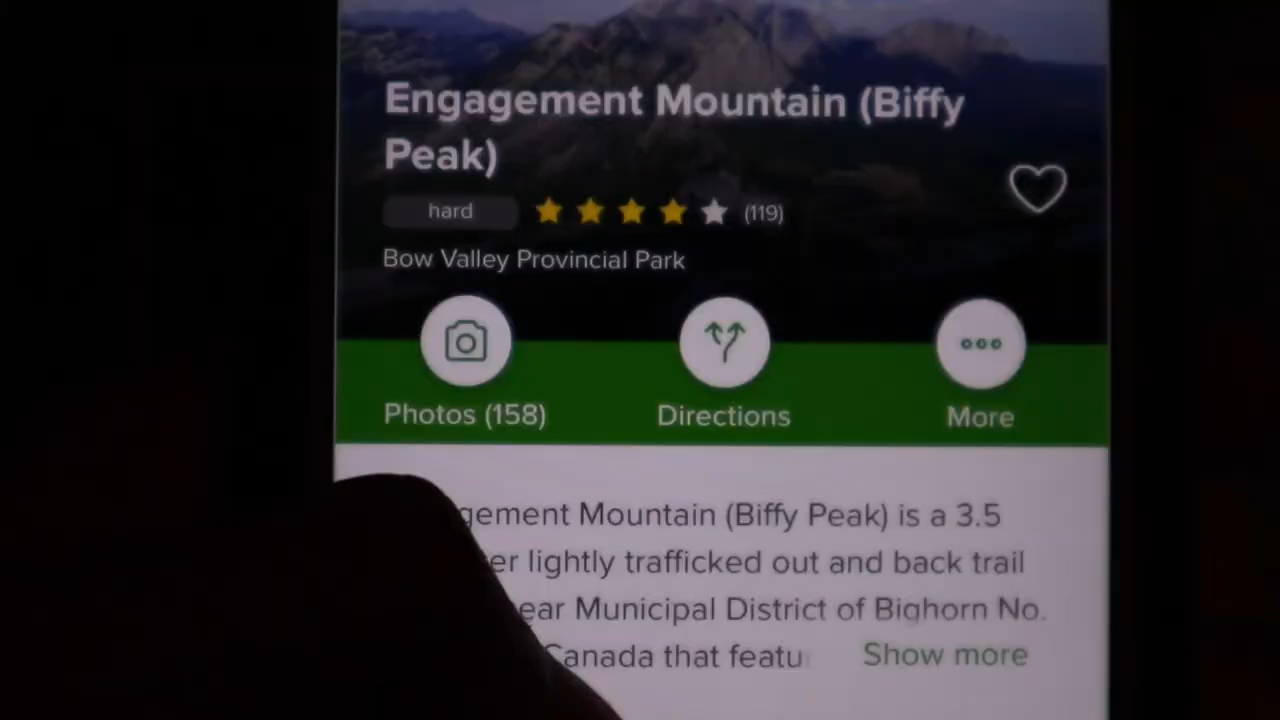 Engagement Mountain (Biffy
Peak)
hard (119)
Bow Valley Provincial Park
Photos (158) Directions More
gement Mountain (Biffy Peak) is a 3.5
er lightly trafficked out and back trail
ear Municipal District of Bighorn No.
Canada that featu Show more